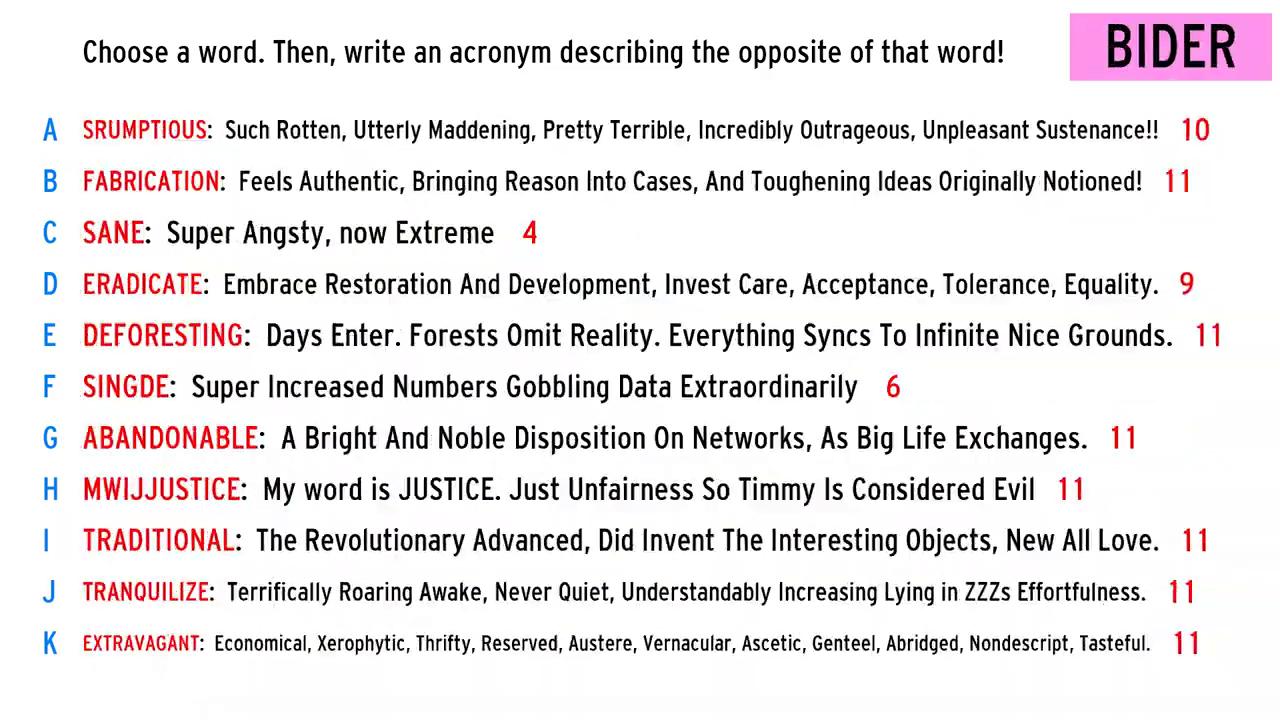 Choose a word. Then, write an acronym describing the opposite of that word!
BIDER
A SRUMPTIOUS: Such Rotten, Utterly Maddening, Pretty Terrible, Incredibly Outrageous, Unpleasant Sustenance!! 10
B FABRICATION: Feels Authentic, Bringing Reason Into Cases, And Toughening Ideas Originally Notioned! 11
C SANE: Super Angsty, now Extreme 4
D ERADICATE: Embrace Restoration And Development, Invest Care, Acceptance, Tolerance, Equality. 9
E DEFORESTING: Days Enter. Forests Omit Reality. Everything Syncs To Infinite Nice Grounds. 11
F SINGDE: Super Increased Numbers Gobbling Data Extraordinarily 6
G ABANDONABLE: A Bright And Noble Disposition On Networks, As Big Life Exchanges. 11
H MWIJJUSTICE: My word is JUSTICE. Just Unfairness So Timmy Is Considered Evil 11
I TRADITIONAL: The Revolutionary Advanced, Did Invent The Interesting Objects, New All Love. 11
J TRANQUILIZE: Terrifically Roaring Awake, Never Quiet, Understandably Increasing Lying in ZZZs Effortfulness. 11
K EXTRAVAGANT: Economical, Xerophytic, Thrifty, Reserved, Austere, Vernacular, Ascetic, Genteel, Abridged, Nondescript, Tasteful. 11